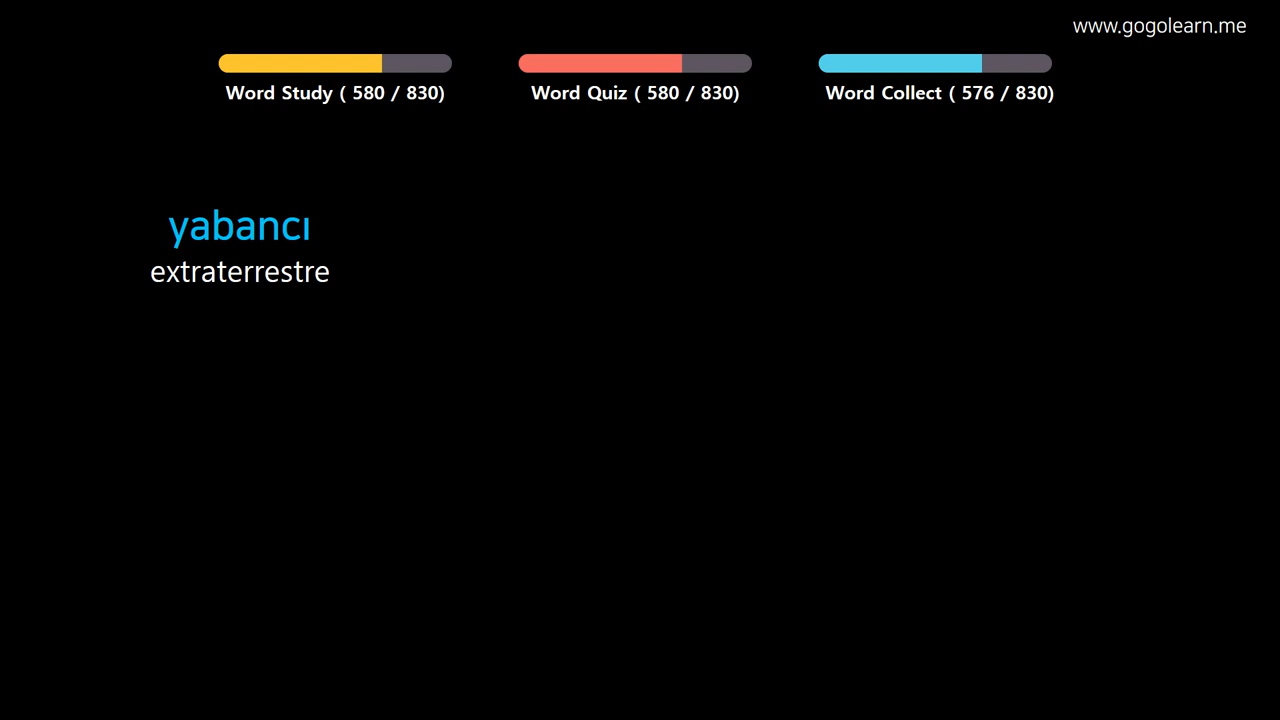 www.gogolearn.me
Word Study ( 580 / 830)
Word Quiz ( 580 / 830)
Word Collect ( 576 / 830)
yabancı
extraterrestre